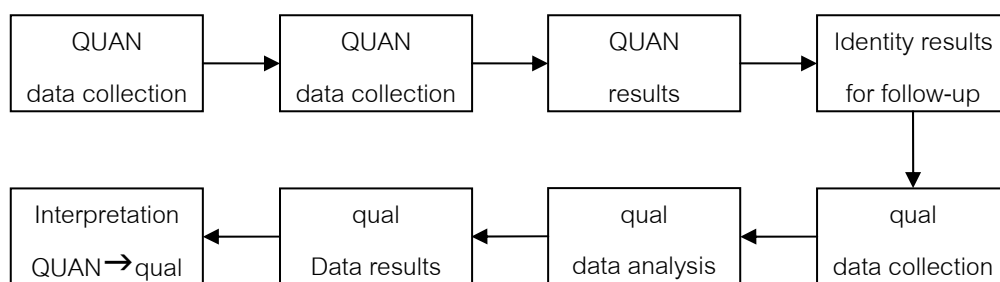 QUAN
data collection
QUAN
data collection
QUAN
results
Identity results
for follow-up
qual
data collection
qual
data analysis
qual
Data results
Interpretation
QUAN→qual